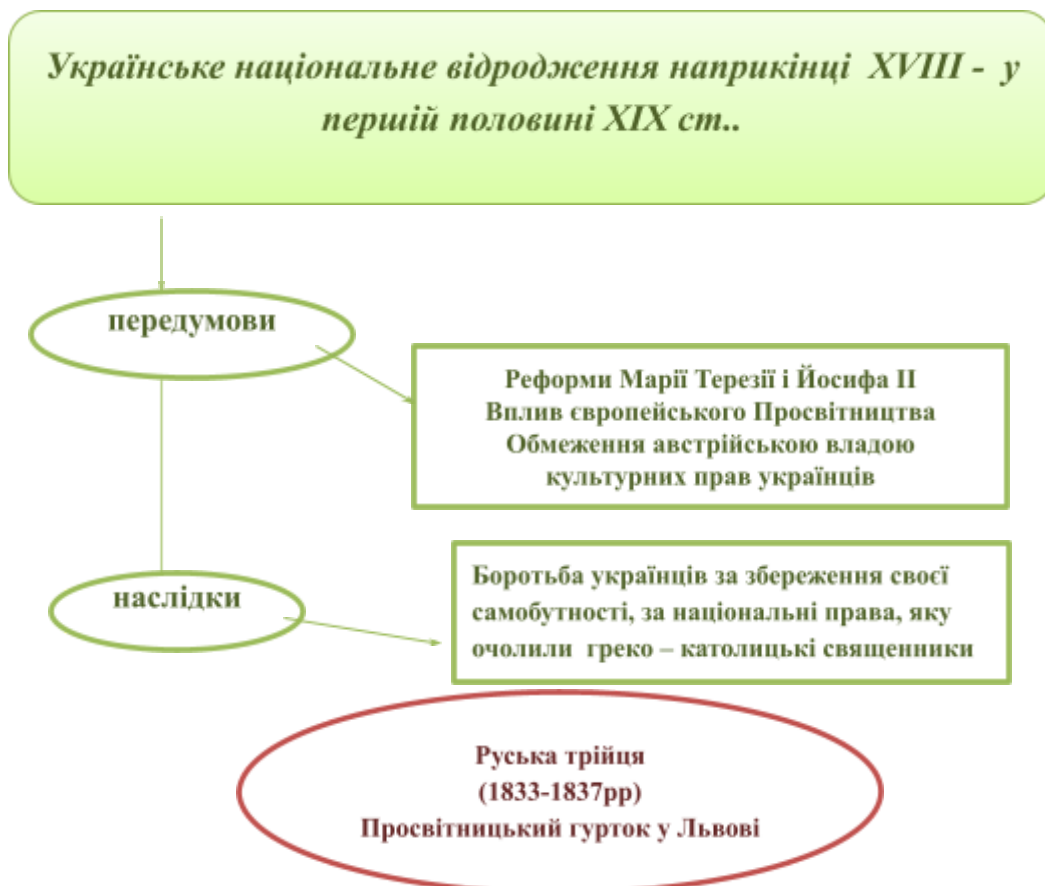 Українське національне відродження наприкінці XVIII - у
першій половині XIX ст..
передумови
Реформи Марії Терезії і Йосифа ІІ
Вплив європейського Просвітництва
Обмеження австрійською владою
культурних прав українців
наслідки
Боротьба українців за збереження своєї
самобутності, за національні права, яку
очолили греко – католицькі священники
Руська трійця
(1833-1837рр)
Просвітницький гурток у Львові